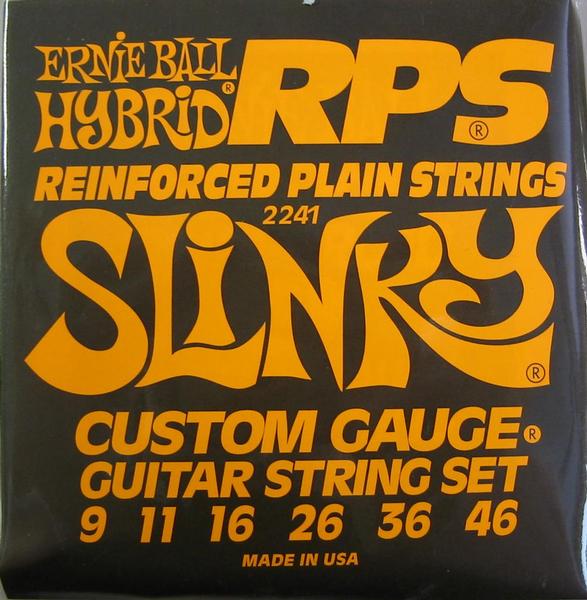 ERNIE BALL
HYBRID® RPS®
REINFORCED PLAIN STRINGS
2241
SLINKY®
CUSTOM GAUGE®
GUITAR STRING SET
9 11 16 26 36 46
MADE IN USA